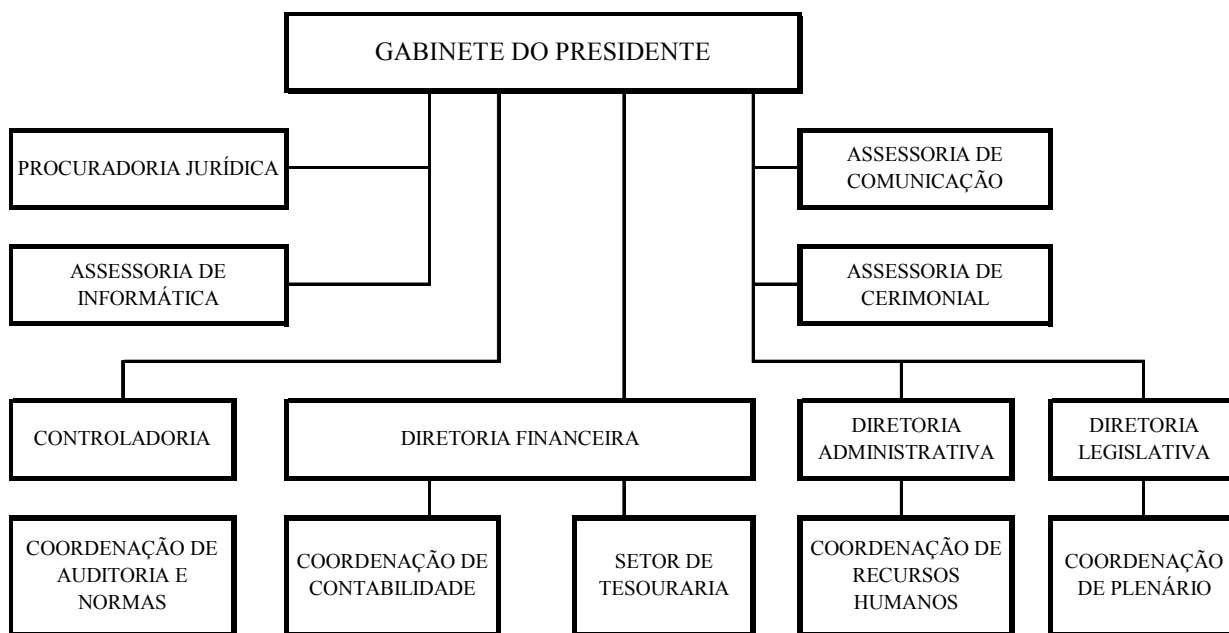 GABINETE DO PRESIDENTE
PROCURADORIA JURÍDICA
ASSESSORIA DE
COMUNICAÇÃO
ASSESSORIA DE
INFORMÁTICA
ASSESSORIA DE
CERIMONIAL
CONTROLADORIA
DIRETORIA FINANCEIRA
DIRETORIA
ADMINISTRATIVA
DIRETORIA
LEGISLATIVA
COORDENAÇÃO DE
AUDITORIA E
NORMAS
COORDENAÇÃO DE
CONTABILIDADE
SETOR DE
TESOURARIA
COORDENAÇÃO DE
RECURSOS
HUMANOS
COORDENAÇÃO
DE PLENÁRIO